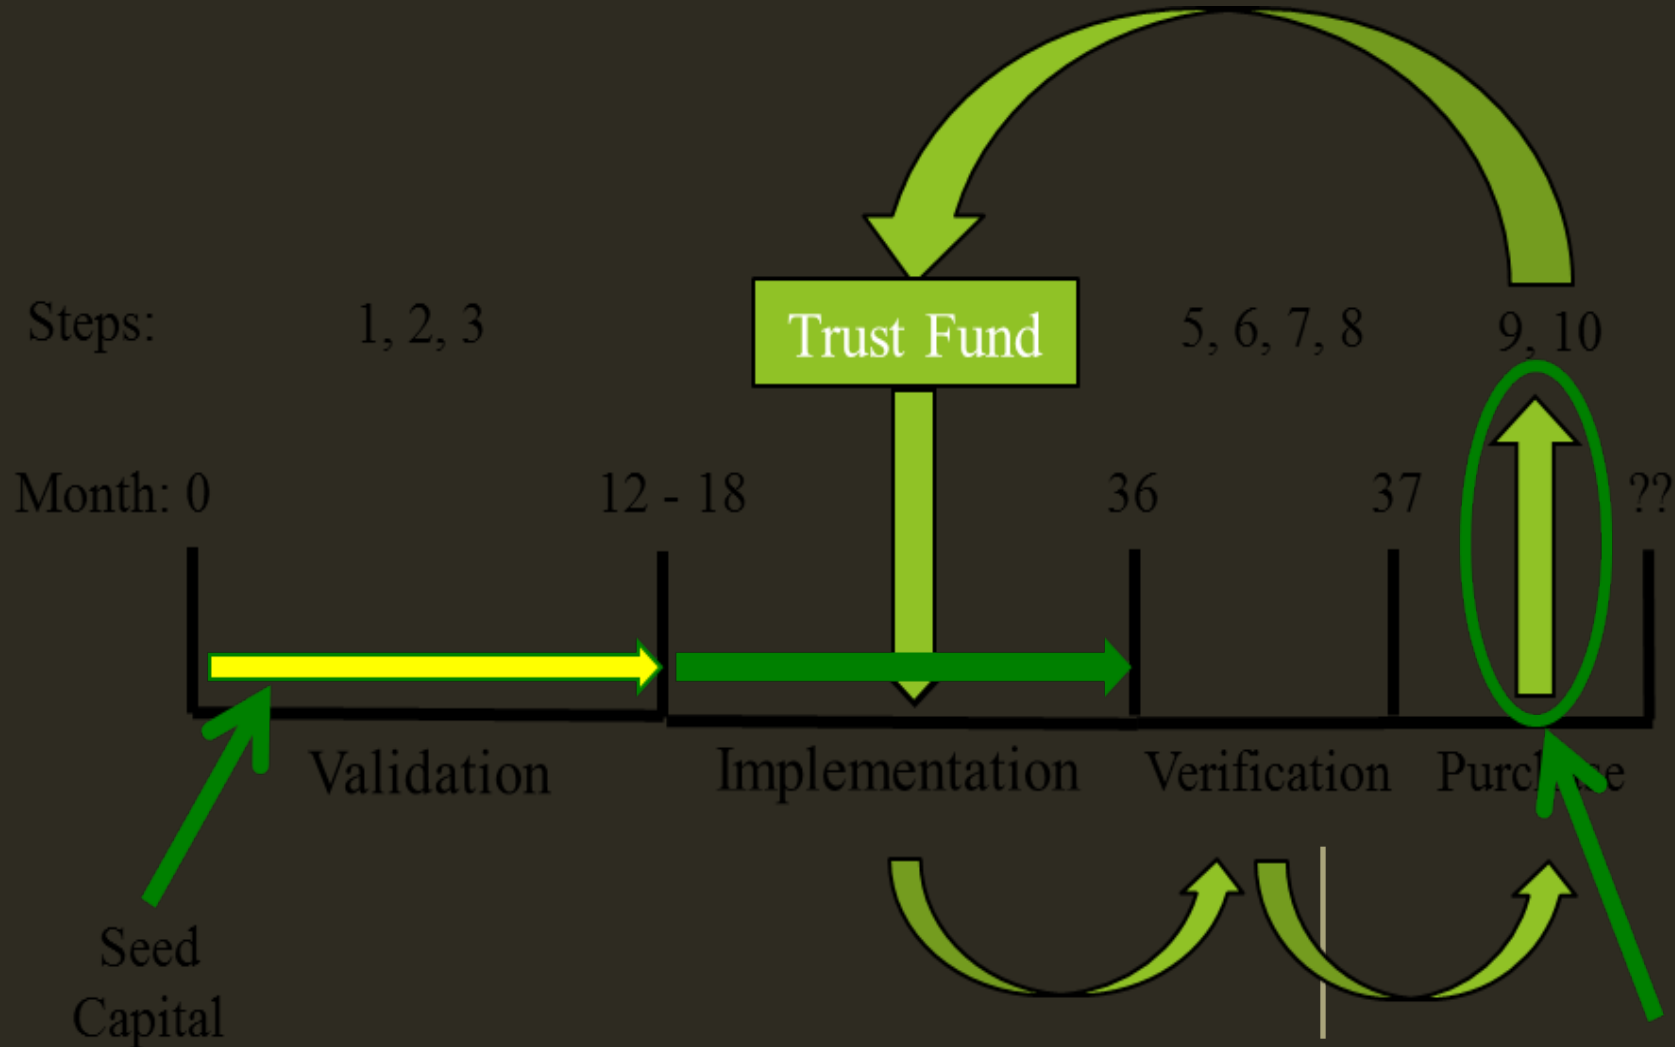 Steps: 1, 2, 3 Trust Fund 5, 6, 7, 8 9, 10
Month: 0 12 - 18 36 37 ??
Validation Implementation Verification Purchase
Seed
Capital